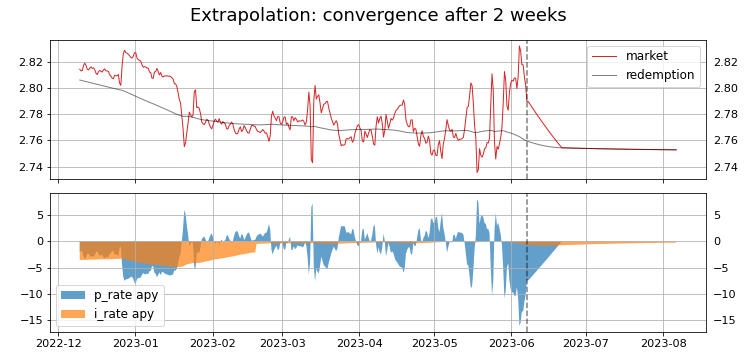 Extrapolation: convergence after 2 weeks
2.82 2.82
2.80 2.80
2.78 2.78
2.76 2.76
2.74 2.74
market
redemption
5 5
0 0
−5 −5
−10 −10
−15 −15
p_rate apy
i_rate apy
2022-12 2023-01 2023-02 2023-03 2023-04 2023-05 2023-06 2023-07 2023-08